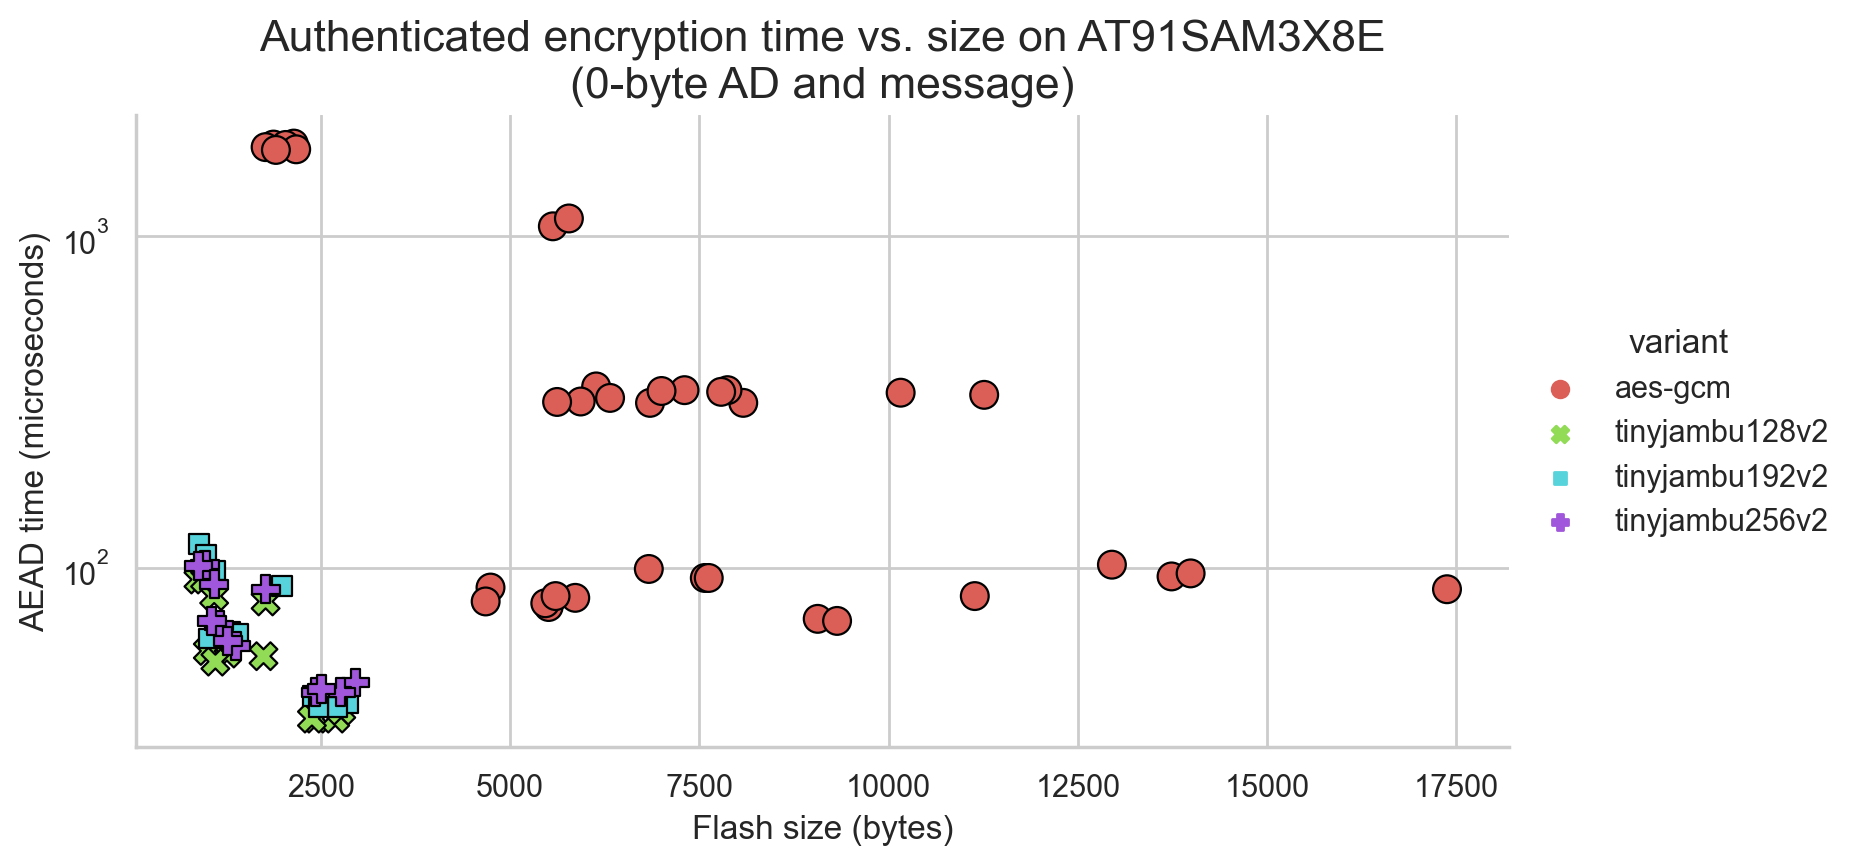 Authenticated encryption time vs. size on AT91SAM3X8E
(0-byte AD and message)
AEAD time (microseconds)
10³
10²
2500 5000 7500 10000 12500 15000 17500
Flash size (bytes)
variant
aes-gcm
tinyjambu128v2
tinyjambu192v2
tinyjambu256v2